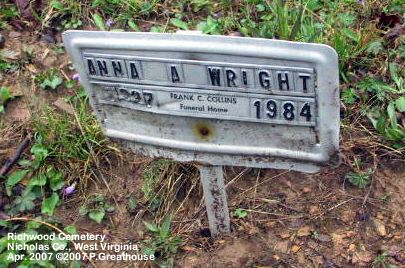 ANNA A WRIGHT
FRANK C. COLLINS
Funeral Home
1984
Richwood Cemetery
Nicholas Co., West Virginia
Apr. 2007 ©2007 P.Greathouse